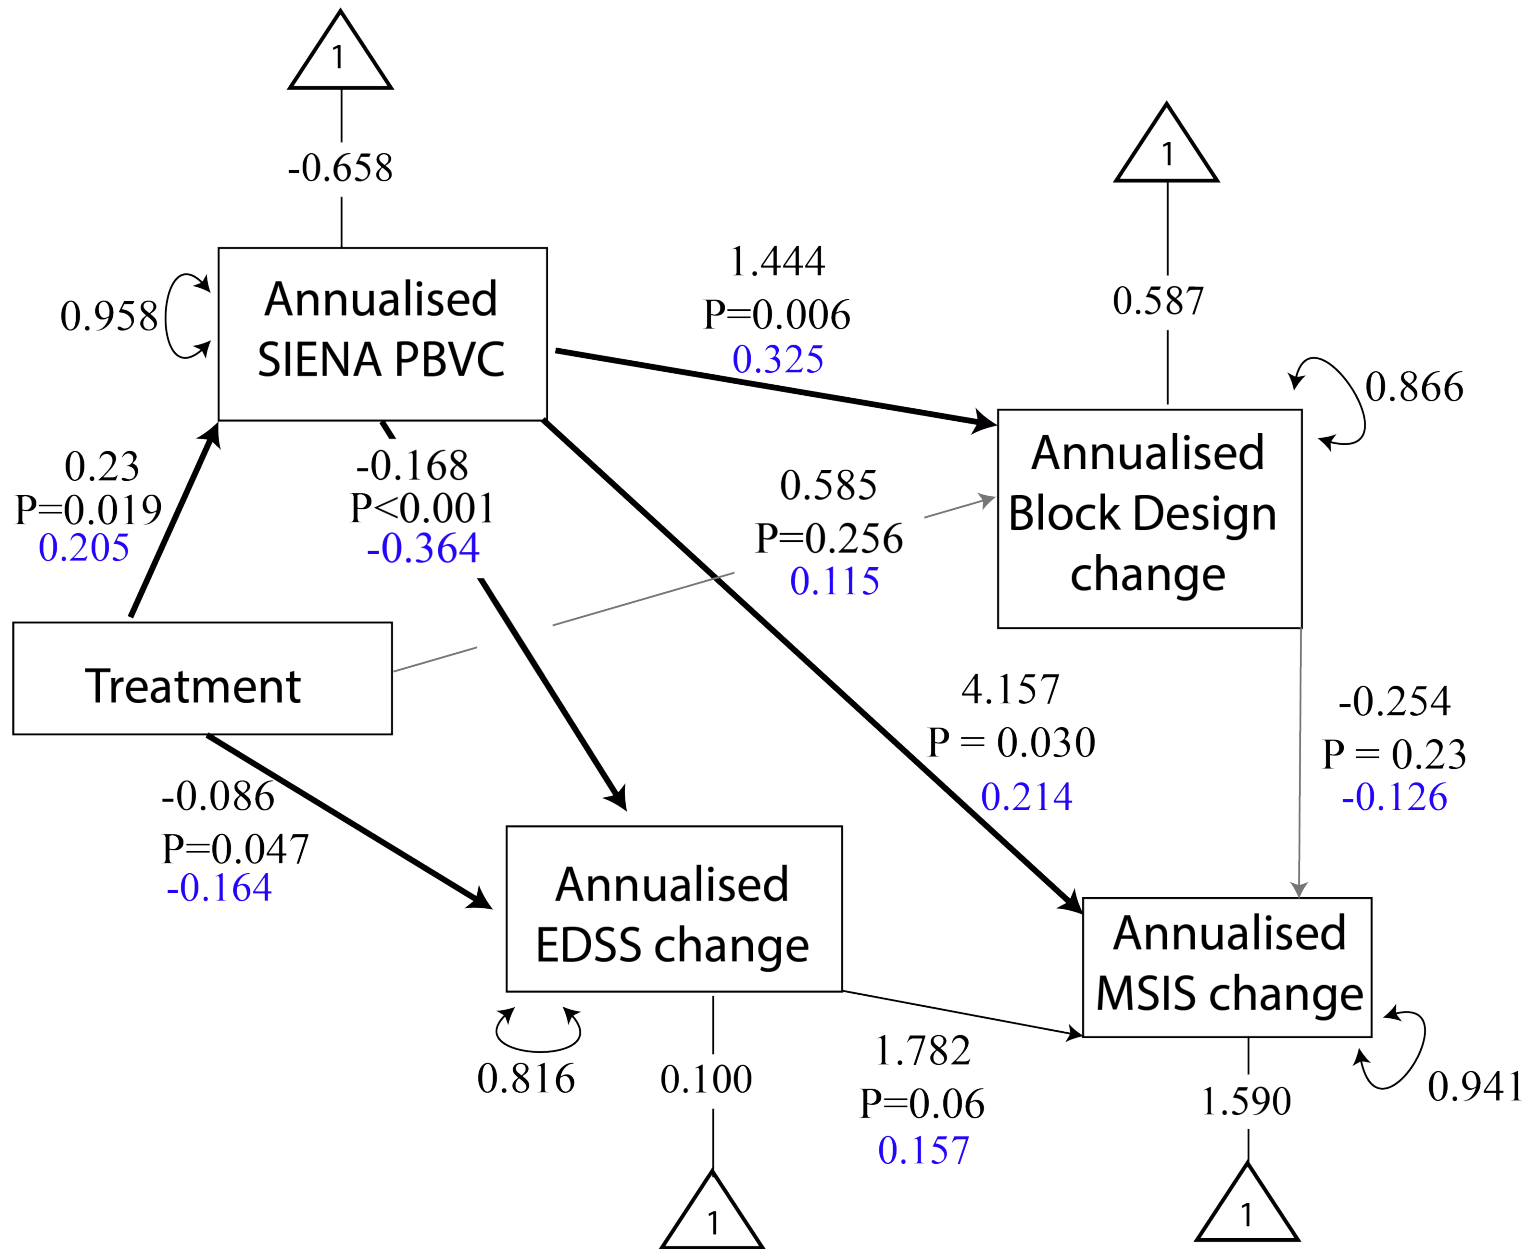 1
-0.658
Annualised
SIENA PBVC
0.958
1
0.587
1.444
P=0.006
0.325
0.866
Annualised
Block Design
change
0.23
P=0.019
0.205
-0.168
P<0.001
-0.364
0.585
P=0.256
0.115
Treatment
-0.086
P=0.047
-0.164
4.157
P = 0.030
0.214
-0.254
P = 0.23
-0.126
Annualised
EDSS change
0.816
0.100
1
1.782
P=0.06
0.157
Annualised
MSIS change
0.941
1.590
1